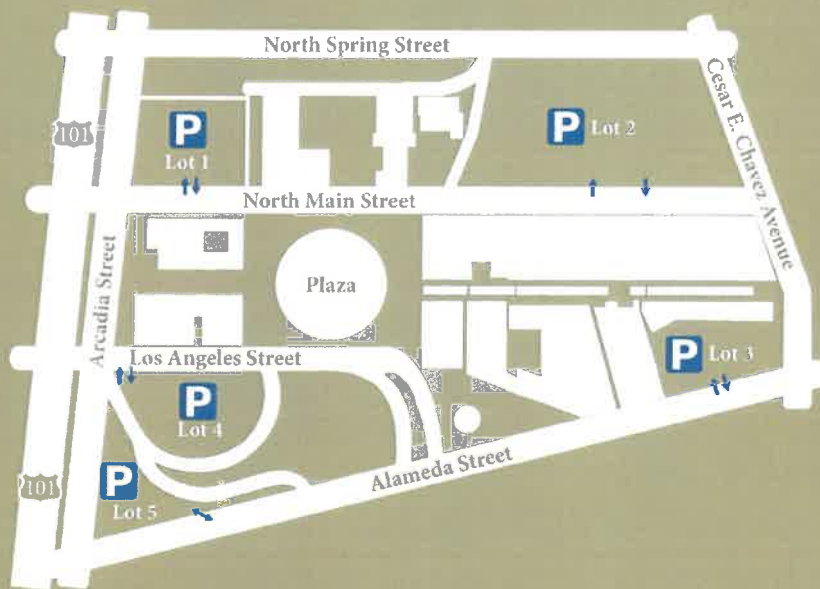 North Spring Street
Cesar E. Chavez Avenue
101
P
Lot 1
P
Lot 2
North Main Street
Arcadia Street
Plaza
Los Angeles Street
P
Lot 3
P
Lot 4
Alameda Street
101
P
Lot 5